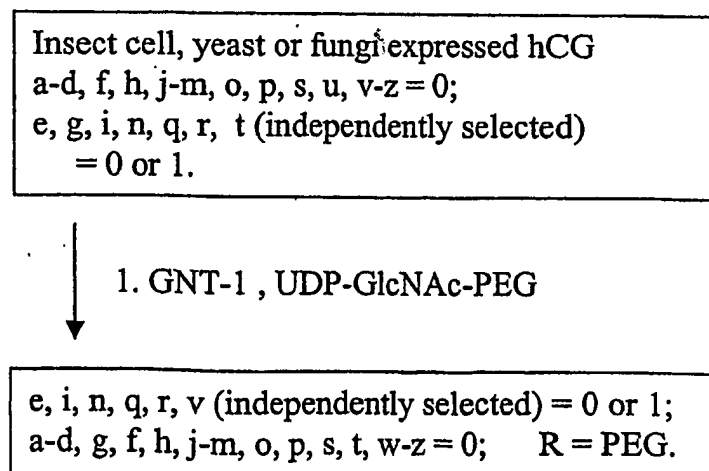 Insect cell, yeast or fungi expressed hCG
a-d, f, h, j-m, o, p, s, u, v-z = 0;
e, g, i, n, q, r, t (independently selected)
= 0 or 1.
1. GNT-1 , UDP-GlcNAc-PEG
e, i, n, q, r, v (independently selected) = 0 or 1;
a-d, g, f, h, j-m, o, p, s, t, w-z = 0; R = PEG.